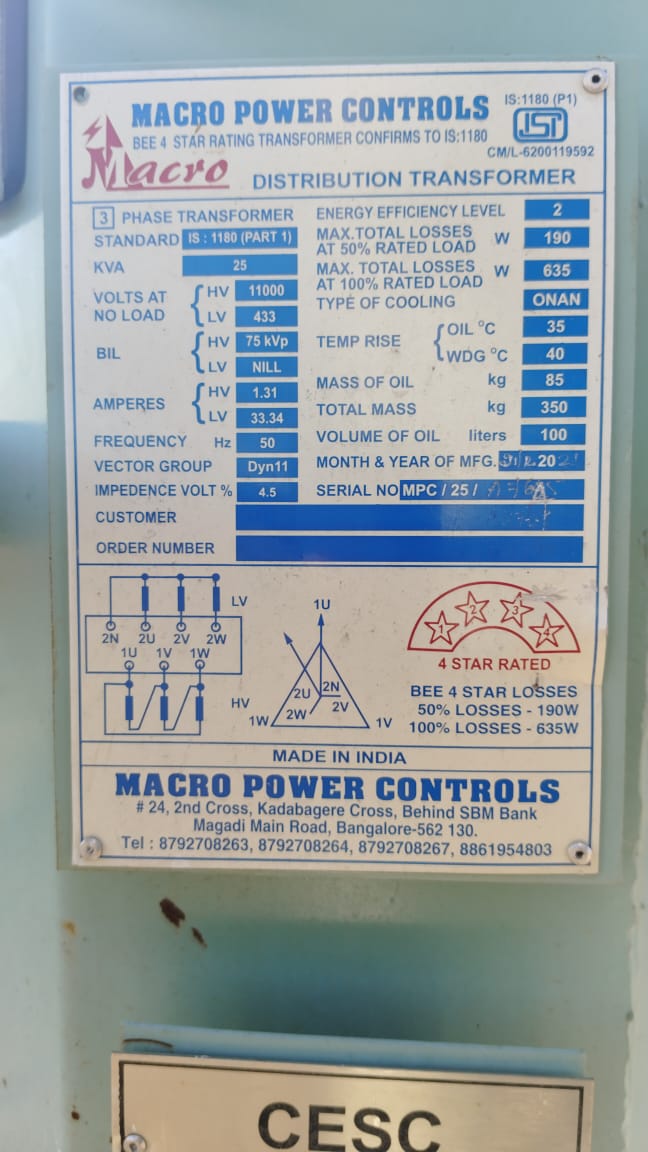 MACRO POWER CONTROLS
IS:1180 (P1)
BEE 4 STAR RATING TRANSFORMER CONFIRMS TO IS:1180
ISI
CM/L-6200119592
Macro
DISTRIBUTION TRANSFORMER
3 PHASE TRANSFORMER
STANDARD IS : 1180 (PART 1)
KVA 25
VOLTS AT NO LOAD
HV 11000
LV 433
BIL
HV 75 kVp
LV NILL
AMPERES
HV 1.31
LV 33.34
FREQUENCY Hz 50
VECTOR GROUP Dyn11
IMPEDENCE VOLT % 4.5
ENERGY EFFICIENCY LEVEL 2
MAX.TOTAL LOSSES
AT 50% RATED LOAD W 190
MAX. TOTAL LOSSES
AT 100% RATED LOAD W 635
TYPE OF COOLING ONAN
TEMP RISE
OIL °C 35
WDG °C 40
MASS OF OIL kg 85
TOTAL MASS kg 350
VOLUME OF OIL liters 100
MONTH & YEAR OF MFG. 20
SERIAL NO MPC / 25 /
CUSTOMER
ORDER NUMBER
LV
2N 2U 2V 2W
1U 1V 1W
HV
1U
2U 2N
2W 2V
1W 1V
1 2 3 4
4 STAR RATED
BEE 4 STAR LOSSES
50% LOSSES - 190W
100% LOSSES - 635W
MADE IN INDIA
MACRO POWER CONTROLS
# 24, 2nd Cross, Kadabagere Cross, Behind SBM Bank
Magadi Main Road, Bangalore-562 130.
Tel : 8792708263, 8792708264, 8792708267, 8861954803
CESC